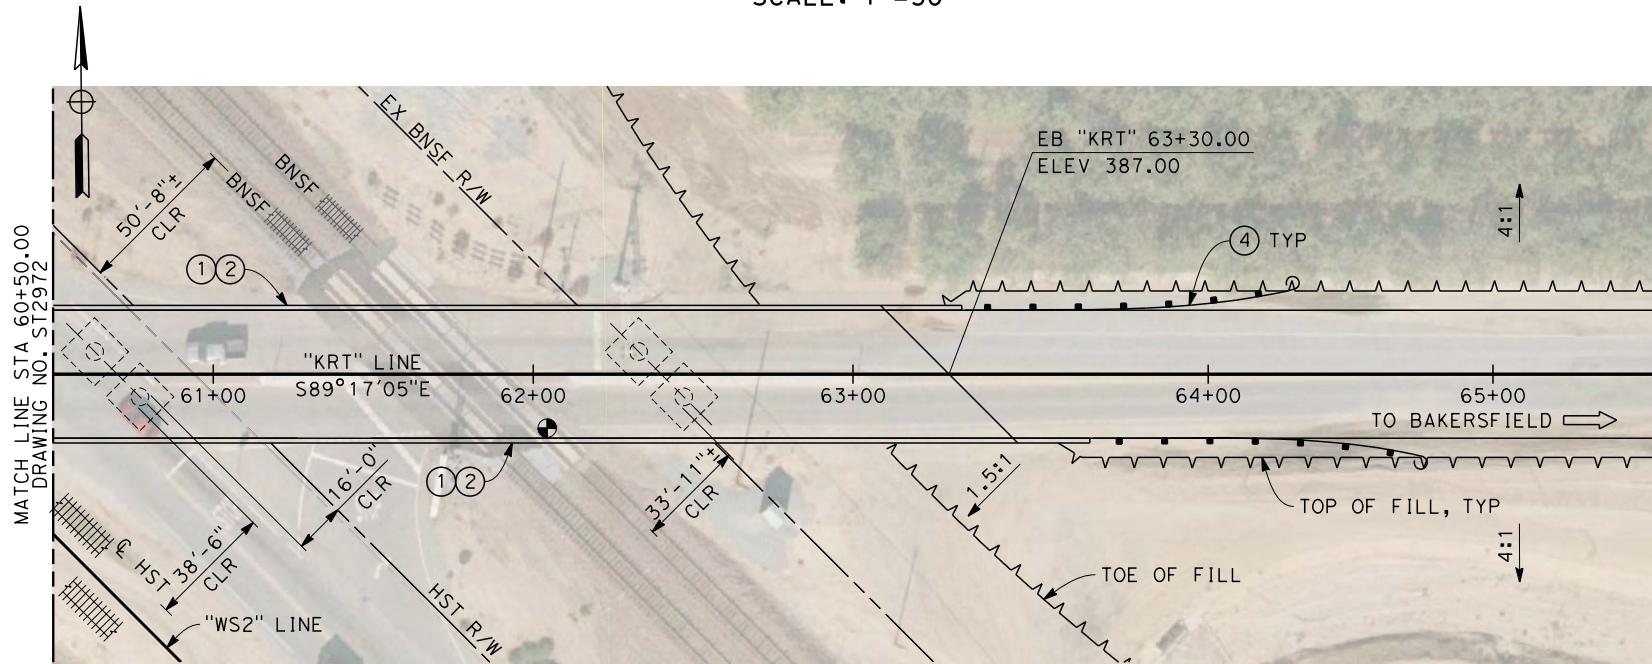 SCALE: 1"=50'
MATCH LINE STA 60+50.00
DRAWING NO. ST2972
50'-8"±
CLR
BNSF
BNSF
EX BNSF R/W
1 2
EB "KRT" 63+30.00
ELEV 387.00
4 TYP
4:1
"KRT" LINE
S89°17'05"E
61+00
62+00
63+00
64+00
65+00
TO BAKERSFIELD
1 2
16'-0"
CLR
33'-11"±
CLR
1.5:1
TOP OF FILL, TYP
4:1
38'-6"
CLR
℄ HST
"WS2" LINE
HST R/W
TOE OF FILL